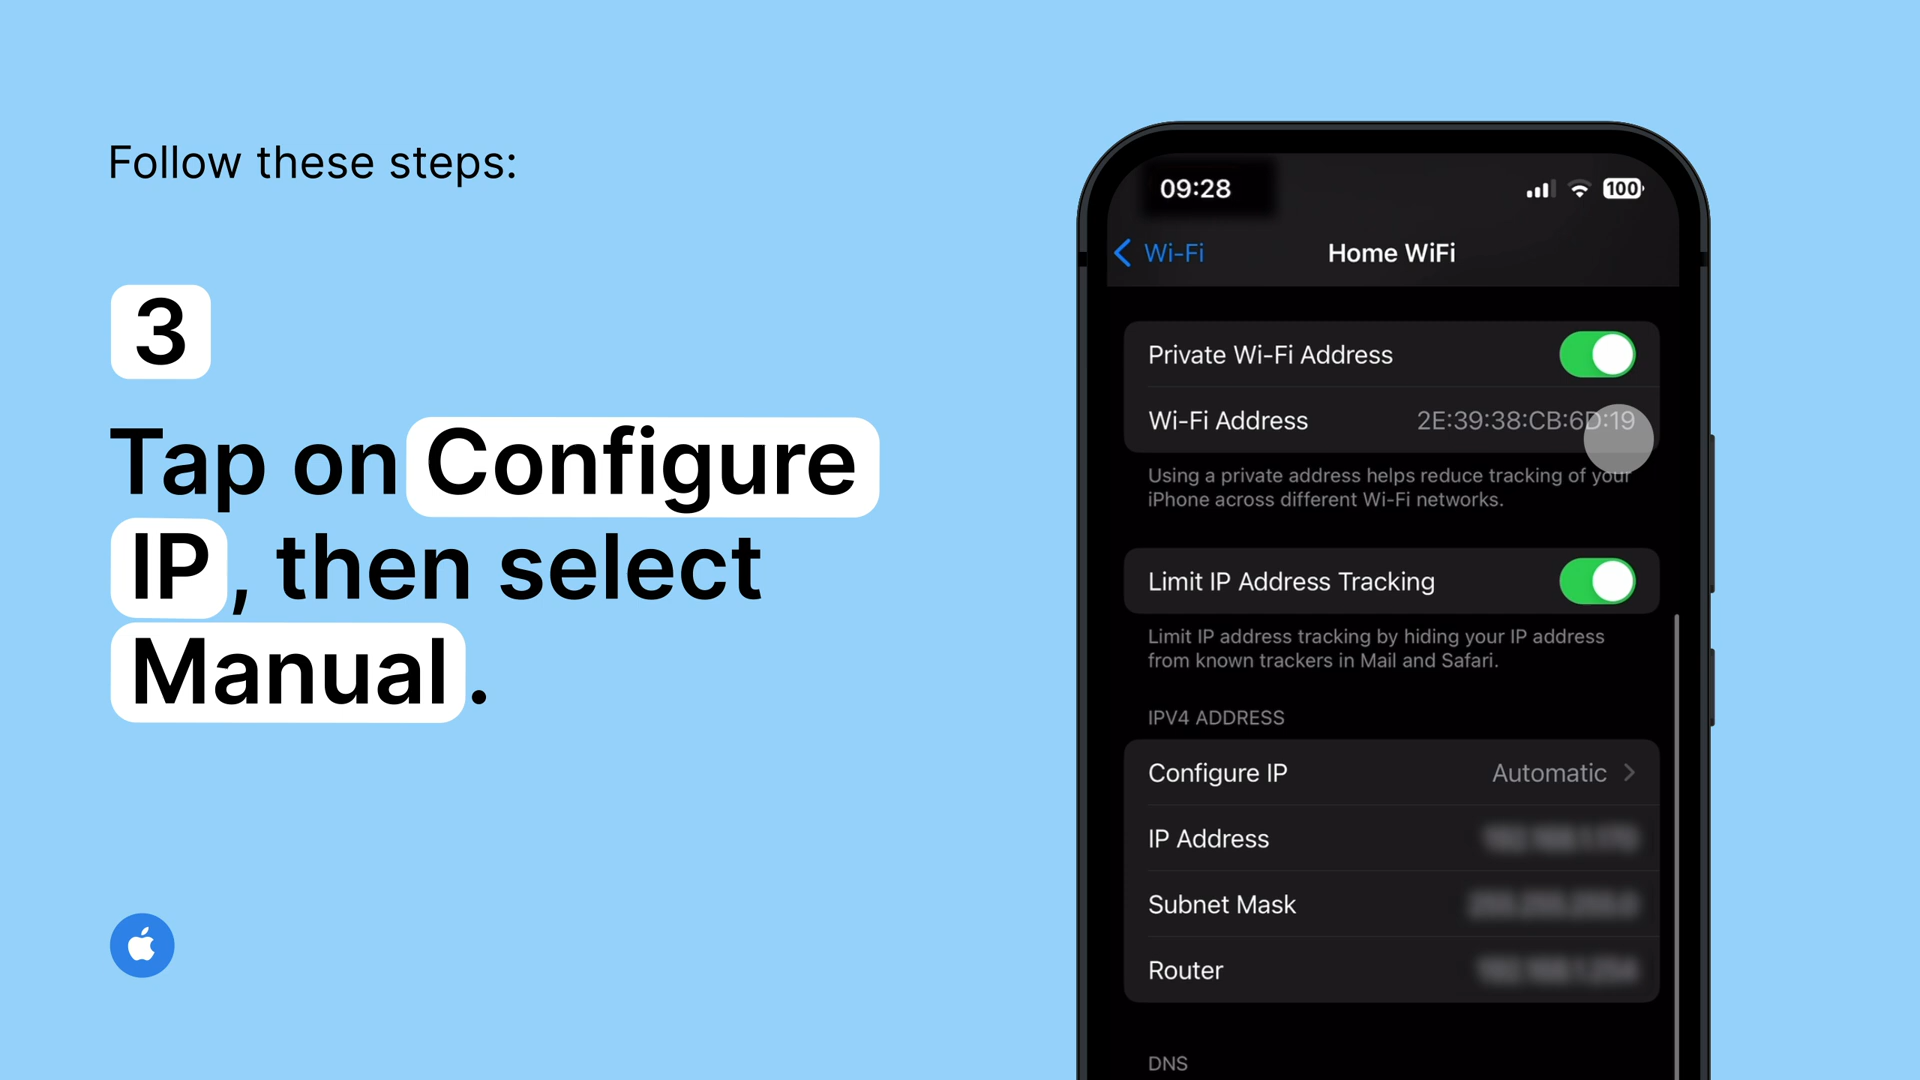 Follow these steps:
3
Tap on Configure
IP, then select
Manual.
09:28
100
Wi-Fi
Home WiFi
Private Wi-Fi Address
Wi-Fi Address 2E:39:38:CB:6D:19
Using a private address helps reduce tracking of your
iPhone across different Wi-Fi networks.
Limit IP Address Tracking
Limit IP address tracking by hiding your IP address
from known trackers in Mail and Safari.
IPV4 ADDRESS
Configure IP Automatic
IP Address
Subnet Mask
Router
DNS